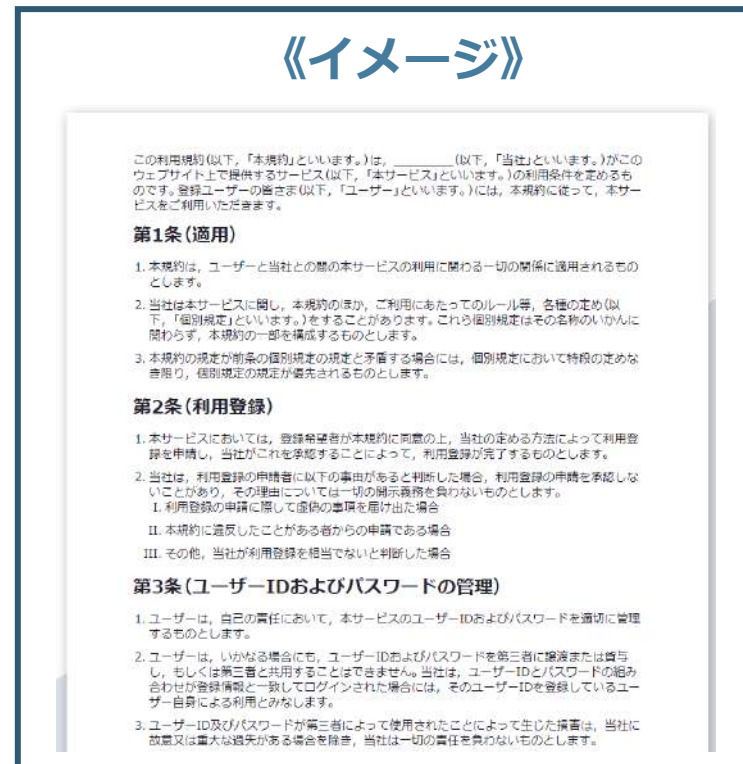 《イメージ》
この利用規約(以下,「本規約」といいます。)は,_________(以下,「当社」といいます。)がこの
ウェブサイト上で提供するサービス(以下,「本サービス」といいます。)の利用条件を定めるも
のです。登録ユーザーの皆さま(以下,「ユーザー」といいます。)には,本規約に従って,本サー
ビスをご利用いただきます。
第1条(適用)
1. 本規約は,ユーザーと当社との間の本サービスの利用に関わる一切の関係に適用されるもの
とします。
2. 当社は本サービスに関し,本規約のほか,ご利用にあたってのルール等,各種の定め(以
下,「個別規定」といいます。)をすることがあります。これら個別規定はその名称のいかんに
関わらず,本規約の一部を構成するものとします。
3. 本規約の規定が前条の個別規定の規定と矛盾する場合には,個別規定において特段の定めな
き限り,個別規定の規定が優先されるものとします。
第2条(利用登録)
1. 本サービスにおいては,登録希望者が本規約に同意の上,当社の定める方法によって利用登
録を申請し,当社がこれを承認することによって,利用登録が完了するものとします。
2. 当社は,利用登録の申請者に以下の事由があると判断した場合,利用登録の申請を承認しな
いことがあり,その理由については一切の開示義務を負わないものとします。
I. 利用登録の申請に際して虚偽の事項を届け出た場合
II. 本規約に違反したことがある者からの申請である場合
III. その他,当社が利用登録を相当でないと判断した場合
第3条(ユーザーIDおよびパスワードの管理)
1. ユーザーは,自己の責任において,本サービスのユーザーIDおよびパスワードを適切に管理
するものとします。
2. ユーザーは,いかなる場合にも,ユーザーIDおよびパスワードを第三者に譲渡または貸与
し,もしくは第三者と共用することはできません。当社は,ユーザーIDとパスワードの組み
合わせが登録情報と一致してログインされた場合には,そのユーザーIDを登録しているユー
ザー自身による利用とみなします。
3. ユーザーID及びパスワードが第三者によって使用されたことによって生じた損害は,当社に
故意又は重大な過失がある場合を除き,当社は一切の責任を負わないものとします。